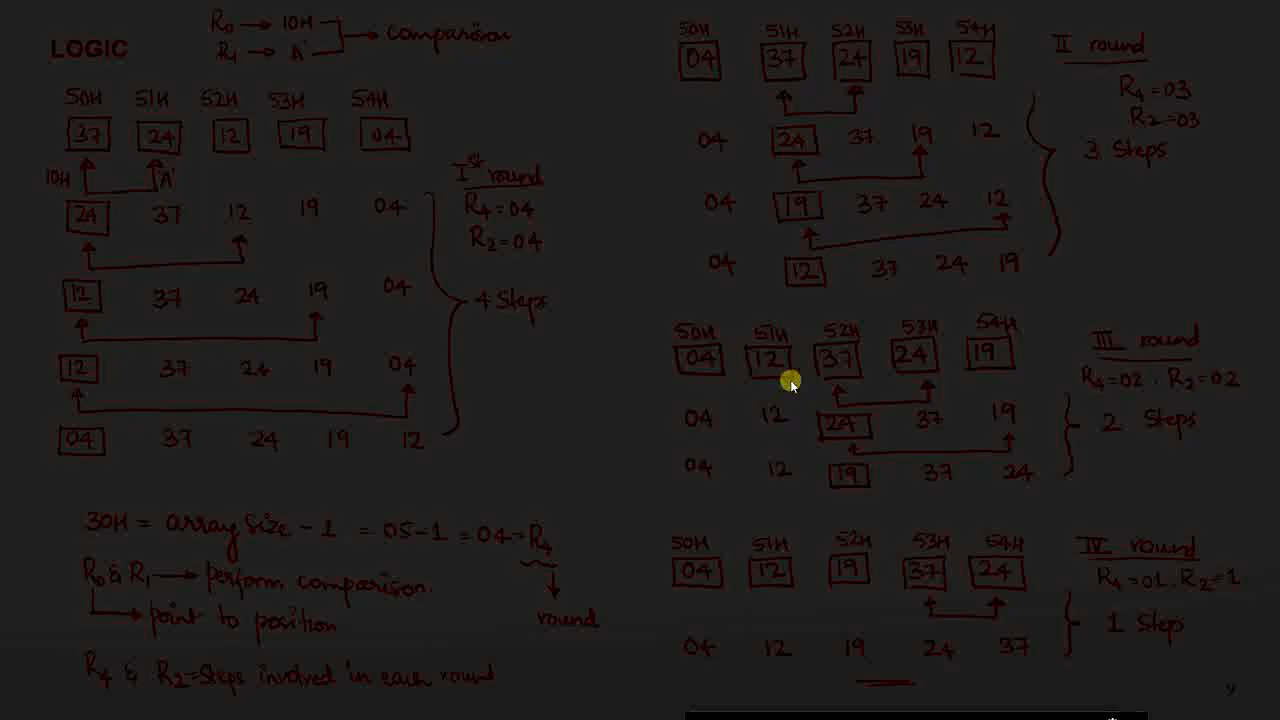 LOGIC
R0 → 10H
R1 → A'
→ comparision
50H 51H 52H 53H 54H
37 24 12 19 04
10H A'
24 37 12 19 04
12 37 24 19 04
12 37 24 19 04
04 37 24 19 12
Ist round
R4 = 04
R2 = 04
4 Steps
30H = array size - 1 = 05-1 = 04 → R4
round
R0 & R1 → perform comparision.
→ point to position
R4 & R2 = Steps involved in each round
50H 51H 52H 53H 54H
04 37 24 19 12
04 24 37 19 12
04 19 37 24 12
04 12 37 24 19
II round
R4 = 03
R2 = 03
3 Steps
50H 51H 52H 53H 54H
04 12 37 24 19
04 12 24 37 19
04 12 19 37 24
III round
R4 = 02, R2 = 02
2 Steps
50H 51H 52H 53H 54H
04 12 19 37 24
04 12 19 24 37
IV round
R4 = 01, R2 = 1
1 Steps